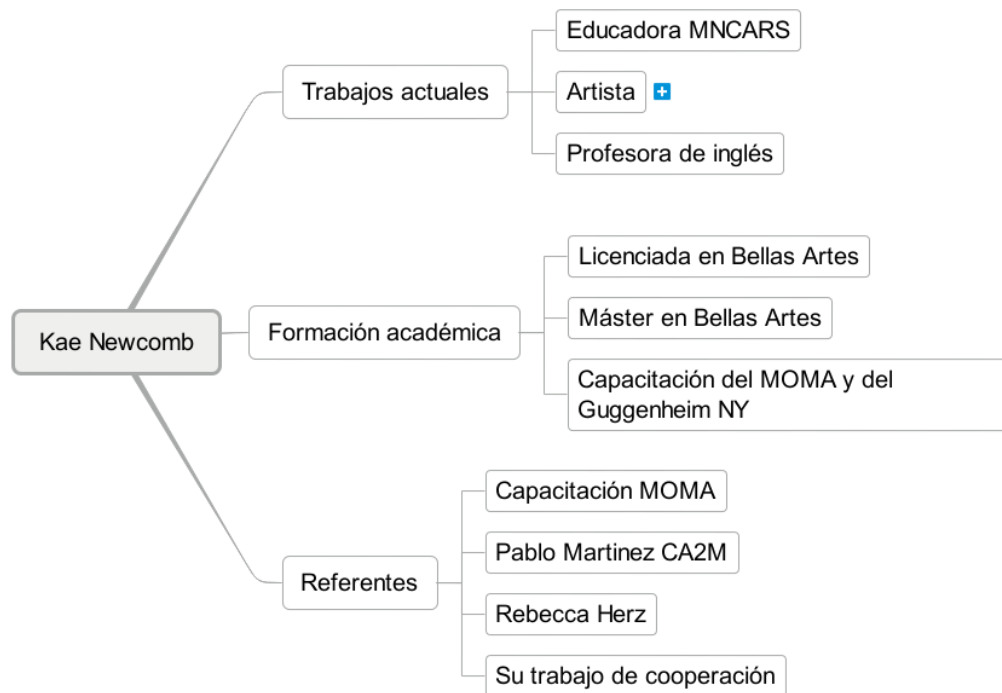 Kae Newcomb
Trabajos actuales
Educadora MNCARS
Artista
Profesora de inglés
Formación académica
Licenciada en Bellas Artes
Máster en Bellas Artes
Capacitación del MOMA y del
Guggenheim NY
Referentes
Capacitación MOMA
Pablo Martinez CA2M
Rebecca Herz
Su trabajo de cooperación